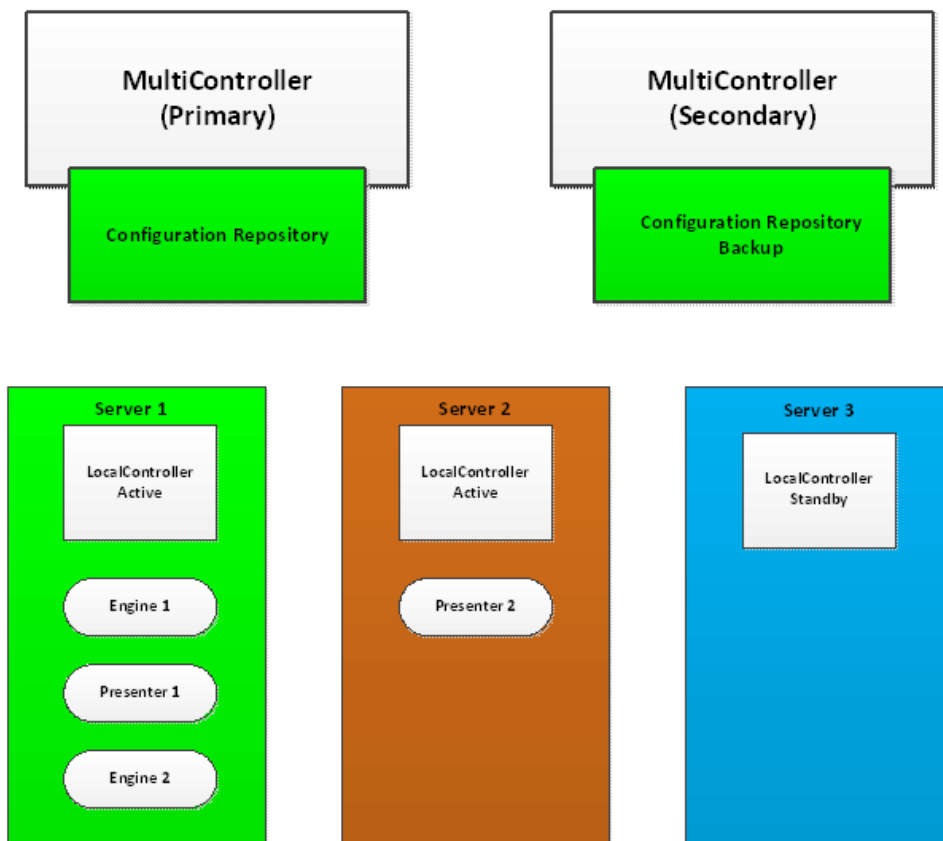 MultiController
(Primary)
MultiController
(Secondary)
Configuration Repository
Configuration Repository
Backup
Server 1
LocalController
Active
Engine 1
Presenter 1
Engine 2
Server 2
LocalController
Active
Presenter 2
Server 3
LocalController
Standby